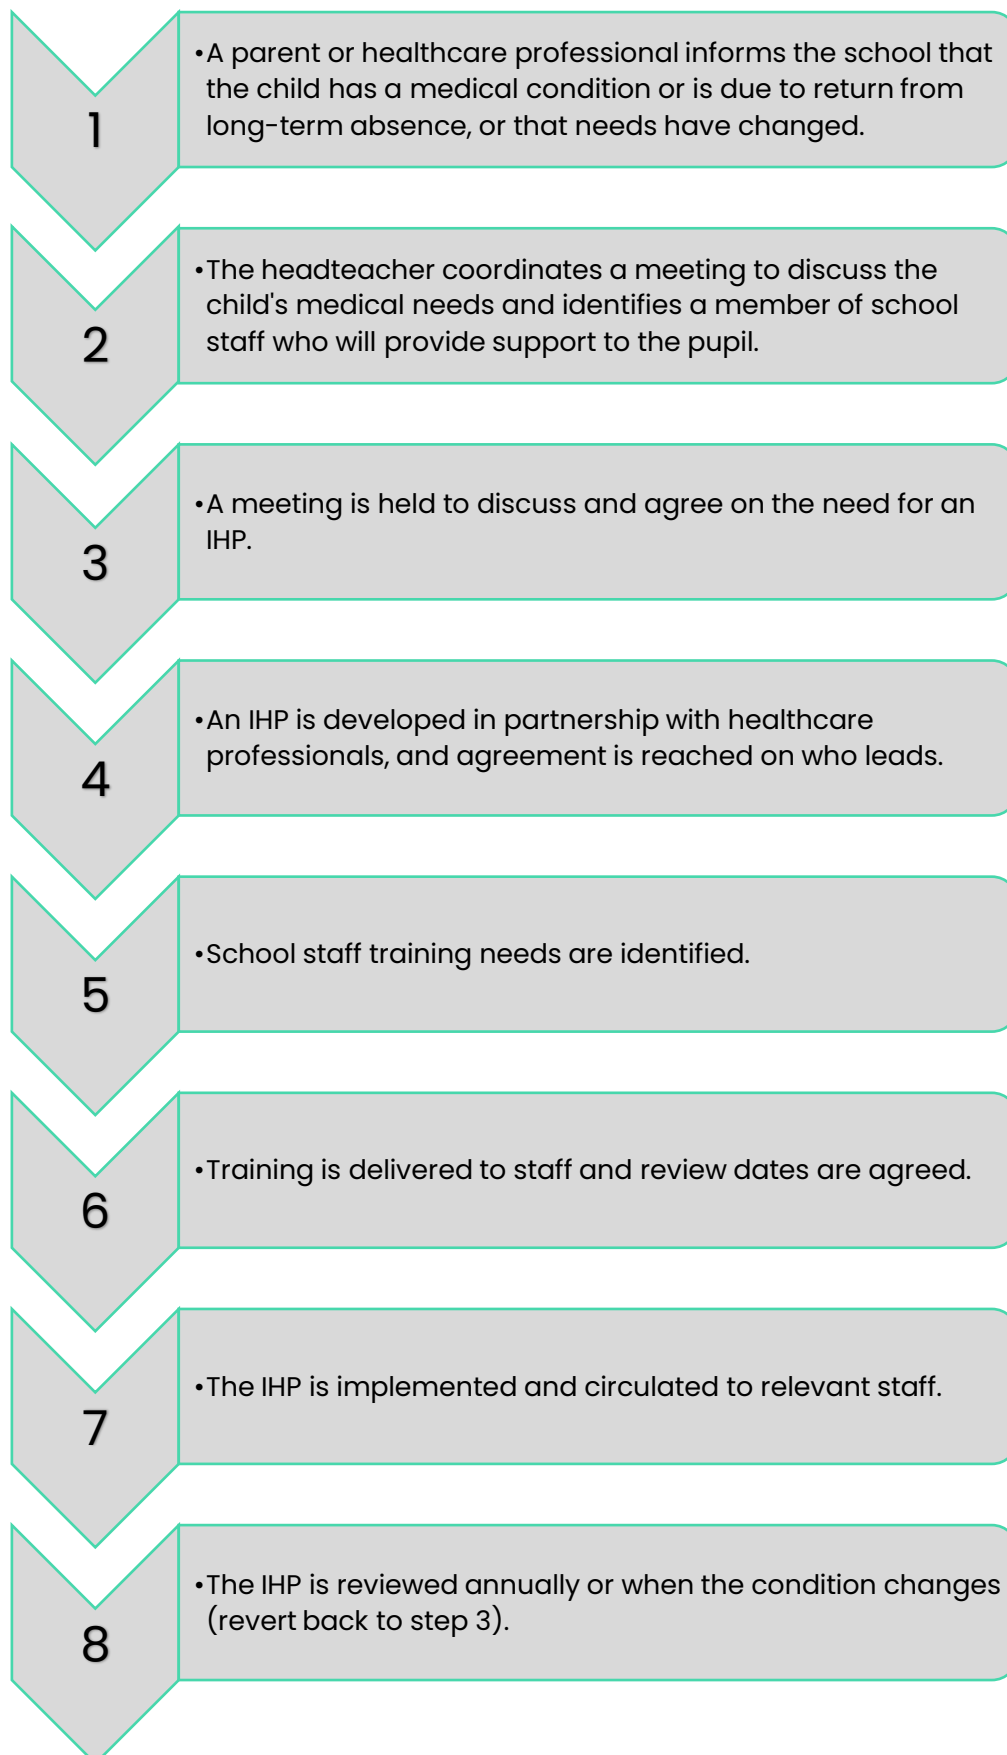 1
•A parent or healthcare professional informs the school that
the child has a medical condition or is due to return from
long-term absence, or that needs have changed.
2
•The headteacher coordinates a meeting to discuss the
child's medical needs and identifies a member of school
staff who will provide support to the pupil.
3
•A meeting is held to discuss and agree on the need for an
IHP.
4
•An IHP is developed in partnership with healthcare
professionals, and agreement is reached on who leads.
5
•School staff training needs are identified.
6
•Training is delivered to staff and review dates are agreed.
7
•The IHP is implemented and circulated to relevant staff.
8
•The IHP is reviewed annually or when the condition changes
(revert back to step 3).